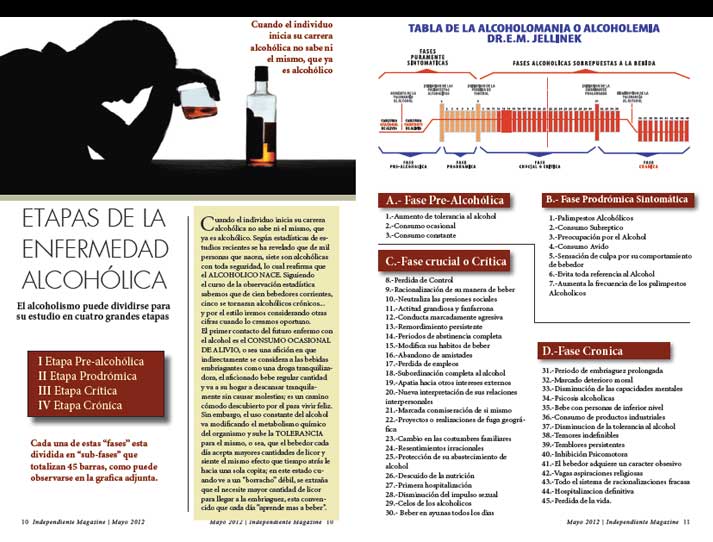 Cuando el individuo
inicia su carrera
alcohólica no sabe ni
el mismo, que ya
es alcohólico
ETAPAS DE LA
ENFERMEDAD
ALCOHÓLICA
El alcoholismo puede dividirse para
su estudio en cuatro grandes etapas
I Etapa Pre-alcohólica
II Etapa Prodrómica
III Etapa Crítica
IV Etapa Crónica
Cada una de estas “fases” esta
dividida en “sub-fases” que
totalizan 45 barras, como puede
observarse en la grafica adjunta.
Cuando el individuo inicia su carrera
alcohólica no sabe ni el mismo, que
ya es alcohólico. Según estadísticas de es-
tudios recientes se ha revelado que de mil
personas que nacen, siete son alcohólicas
con toda seguridad, lo cual reafirma que
el ALCOHOLICO NACE. Siguiendo
el curso de la observación estadística
sabemos que de cien bebedores corrientes,
cinco se tornan alcohólicos crónicos...
y por el estilo iremos considerando otras
cifras cuando lo creamos oportuno.
El primer contacto del futuro enfermo con
el alcohol es el CONSUMO OCASIONAL
DE ALIVIO, o sea una afición en que
indirectamente se considera a las bebidas
embriagantes como una droga tranquiliza-
dora, el aficionado bebe regular cantidad
y va a su hogar a descansar tranquila-
mente sin causar molestias; es un camino
cómodo descubierto por el para vivir feliz.
Sin embargo, el uso constante del alcohol
va modificando el metabolismo químico
del organismo y sube la TOLERANCIA
para el mismo, o sea, que el bebedor cada
día acepta mayores cantidades de licor y
siente el mismo efecto que tiempo atrás le
hacia una sola copita; en este estado cu-
ando ve a un “borracho” débil, se extraña
que el necesite mayor cantidad de licor
para llegar a la embriaguez, esta conven-
cido que cada día “aprende mas a beber”.
10 Independiente Magazine | Mayo 2012
Mayo 2012 | Independiente Magazine 10
TABLA DE LA ALCOHOLOMANIA O ALCOHOLEMIA
DR.E.M. JELLINEK
FASES
PURAMENTE
SINTOMATICAS
FASES ALCOHOLICAS SOBREPUESTAS A LA BEBIDA
FASE
PRE-ALCOHOLICA
FASE
PRODROMICA
FASE
CRUCIAL O CRITICA
FASE
CRONICA
A.- Fase Pre-Alcohólica
1.-Aumento de tolerancia al alcohol
2.-Consumo ocasional
3.-Consumo constante
B.- Fase Prodrómica Sintomática
1.-Palimpestos Alcohólicos
2.-Consumo Subreptico
3.-Preocupación por el Alcohol
4.-Consumo Avido
5.-Sensación de culpa por su comportamiento
de bebedor
6.-Evita toda referencia al Alcohol
7.-Aumenta la frecuencia de los palimpestos
Alcoholicos
C.-Fase crucial o Crítica
8.-Perdida de Control
9.-Racionalización de su manera de beber
10.-Neutraliza las presiones sociales
11.-Actitud grandiosa y fanfarrona
12.-Conducta marcadamente agresiva
13.-Remordimiento persistente
14.-Periodos de abstinencia completa
15.-Modifica sus habitos de beber
16.-Abandono de amistades
17.-Perdida de empleos
18.-Subordinación completa al alcohol
19.-Apatia hacia otros intereses externos
20.-Nueva interpretación de sus relaciones
interpersonales
21.-Marcada conmiseración de si mismo
22.-Proyectos o realizaciones de fuga geográ-
fica
23.-Cambio en las costumbres familiares
24.-Resentimientos irracionales
25.-Protección de su abastecimiento de
alcohol
26.-Descuido de la nutrición
27.-Primera hospitalización
28.-Disminución del impulso sexual
29.-Celos de los alcoholicos
30.- Beber en ayunas todos los días
D.-Fase Cronica
31.-Periodo de embriaguez prolongada
32.-Marcado deterioro moral
33.-Disminución de las capacidades mentales
34.-Psicosis alcoholicas
35.-Bebe con personas de inferior nivel
36.-Consumo de productos industriales
37.-Disminucion de la tolerancia al alcohol
38.-Temores indefinibles
39.-Temblores persistentes
40.-Inhibición Psicomotora
41.-El bebedor adquiere un caracter obsesivo
42.-Vagas aspiraciones religiosas
43.-Todo el sistema de racionalizaciones fracasa
44.-Hospitalizacion definitiva
45.-Perdida de la vida.
Mayo 2012 | Independiente Magazine 11